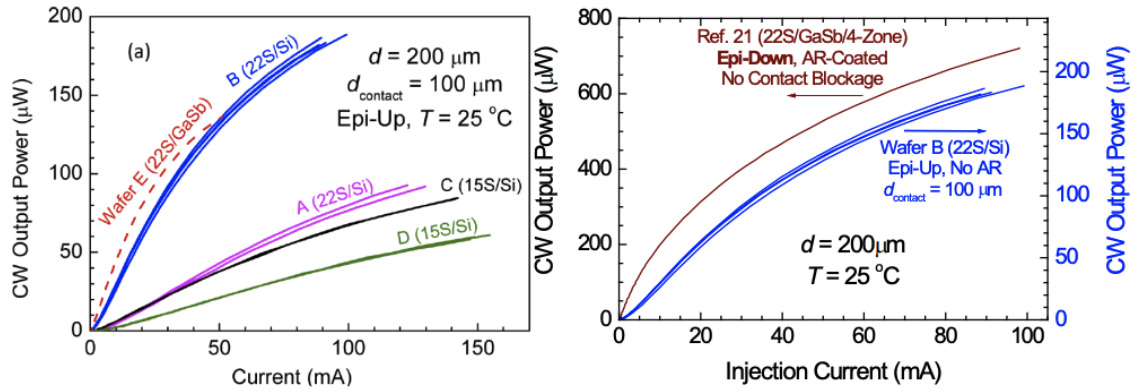 (a)
d = 200 μm
d_contact = 100 μm
Epi-Up, T = 25 °C
B (22S/Si)
Wafer E (22S/GaSb)
A (22S/Si)
C (15S/Si)
D (15S/Si)
CW Output Power (μW)
200
150
100
50
0
0
50
100
150
Current (mA)
CW Output Power (μW)
800
600
400
200
0
Ref. 21 (22S/GaSb/4-Zone)
Epi-Down, AR-Coated
No Contact Blockage
Wafer B (22S/Si)
Epi-Up, No AR
d_contact = 100 μm
d = 200μm
T = 25 °C
0
20
40
60
80
100
Injection Current (mA)
200
150
100
50
0
CW Output Power (μW)